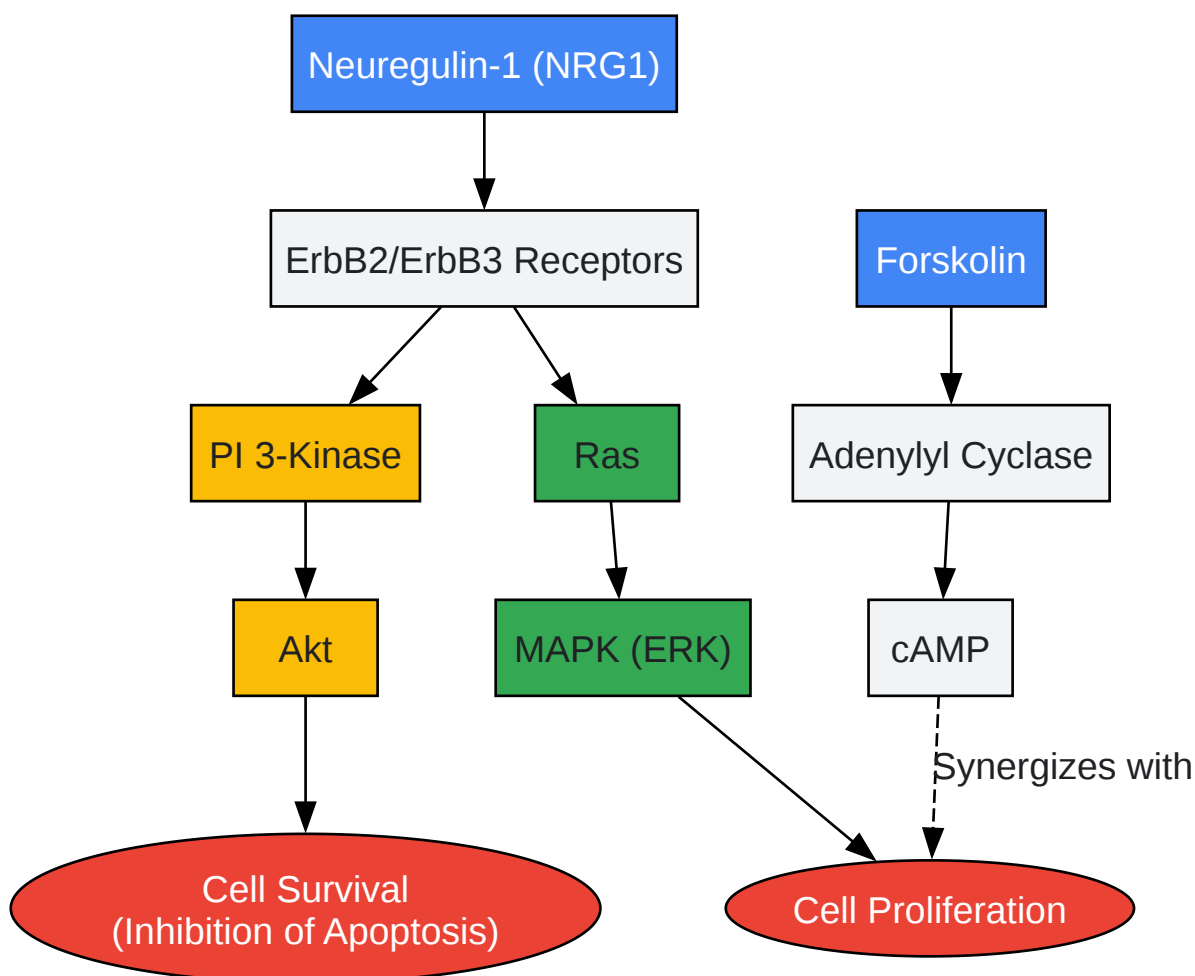 Neuregulin-1 (NRG1)
ErbB2/ErbB3 Receptors
Forskolin
PI 3-Kinase
Ras
Adenylyl Cyclase
Akt
MAPK (ERK)
cAMP
Synergizes with
Cell Survival
(Inhibition of Apoptosis)
Cell Proliferation